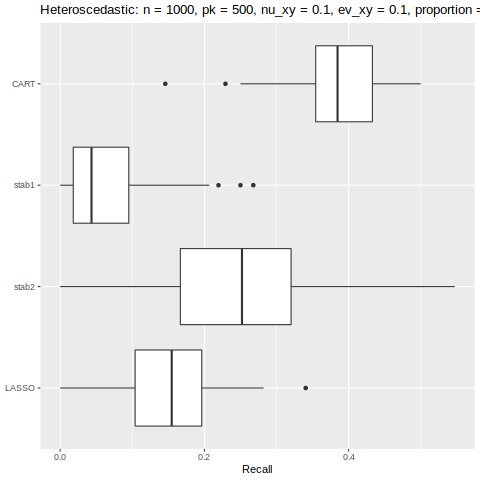 Heteroscedastic: n = 1000, pk = 500, nu_xy = 0.1, ev_xy = 0.1, proportion =
CART
stab1
stab2
LASSO
0.0 0.2 0.4
Recall